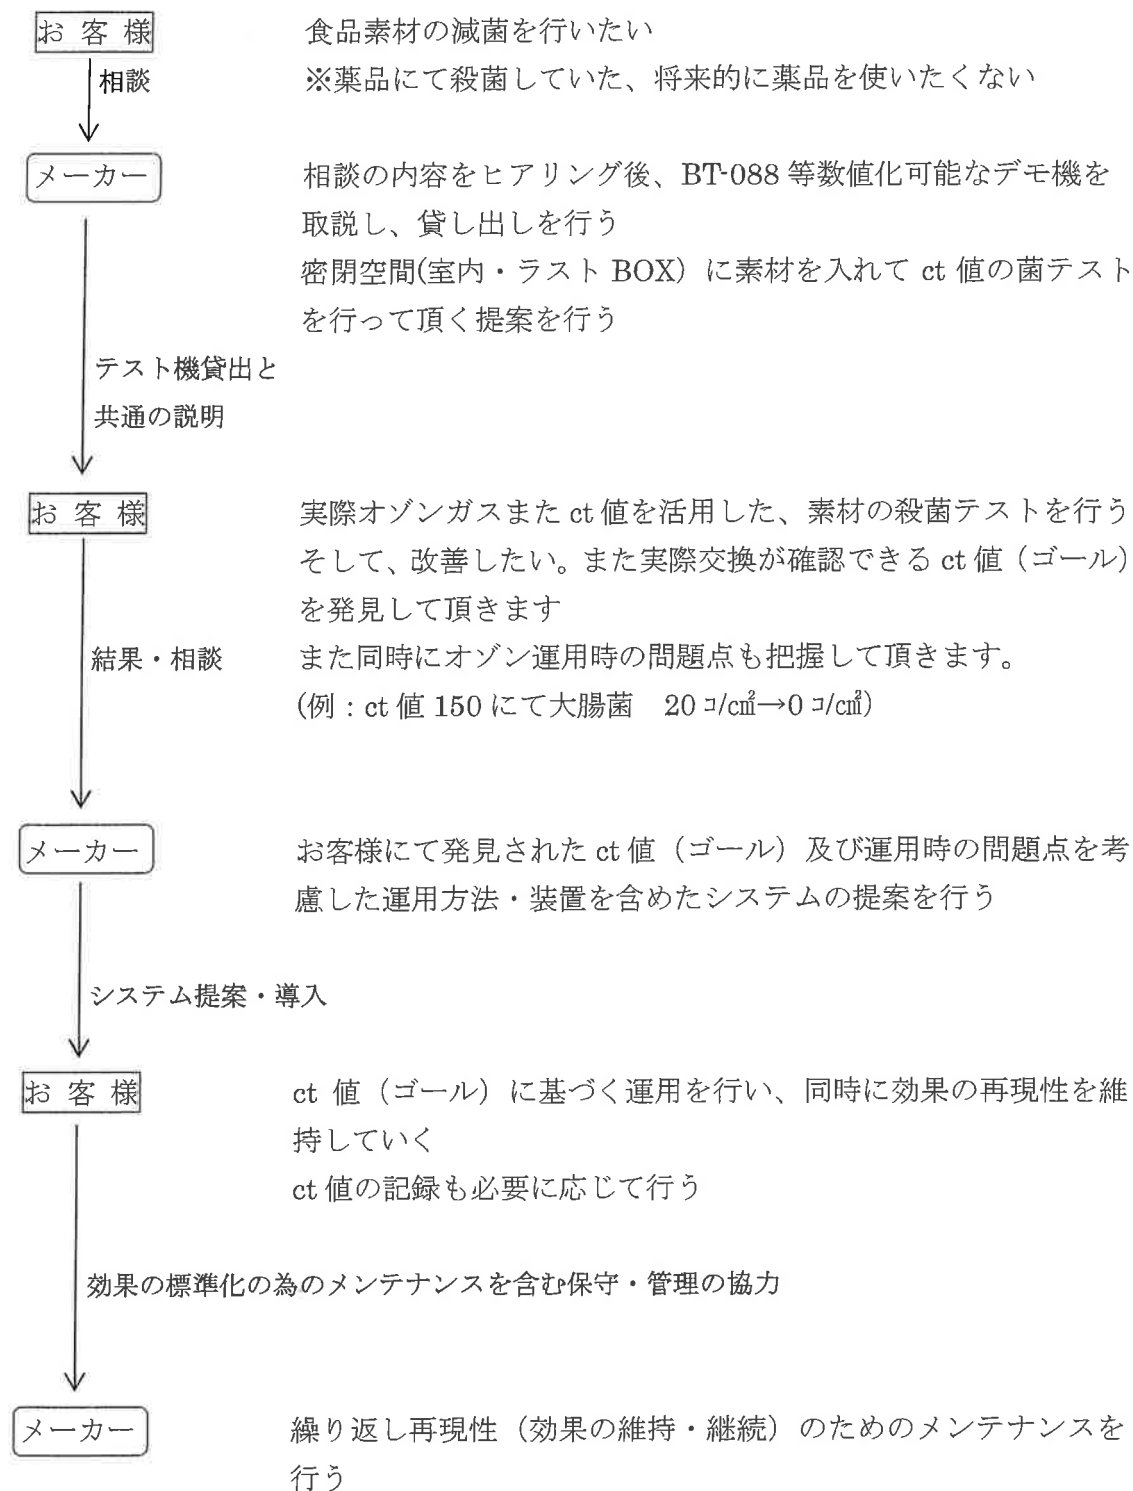 お 客 様
食品素材の減菌を行いたい
相談
※薬品にて殺菌していた、将来的に薬品を使いたくない
メーカー
相談の内容をヒアリング後、BT-088 等数値化可能なデモ機を
取説し、貸し出しを行う
密閉空間(室内・ラスト BOX）に素材を入れて ct 値の菌テスト
を行って頂く提案を行う
テスト機貸出と
共通の説明
お 客 様
実際オゾンガスまた ct 値を活用した、素材の殺菌テストを行う
そして、改善したい。また実際交換が確認できる ct 値（ゴール）
を発見して頂きます
結果・相談
また同時にオゾン運用時の問題点も把握して頂きます。
(例：ct 値 150 にて大腸菌　20 ｺ/㎠→0 ｺ/㎠)
メーカー
お客様にて発見された ct 値（ゴール）及び運用時の問題点を考
慮した運用方法・装置を含めたシステムの提案を行う
システム提案・導入
お 客 様
ct 値（ゴール）に基づく運用を行い、同時に効果の再現性を維
持していく
ct 値の記録も必要に応じて行う
効果の標準化の為のメンテナンスを含む保守・管理の協力
メーカー
繰り返し再現性（効果の維持・継続）のためのメンテナンスを
行う